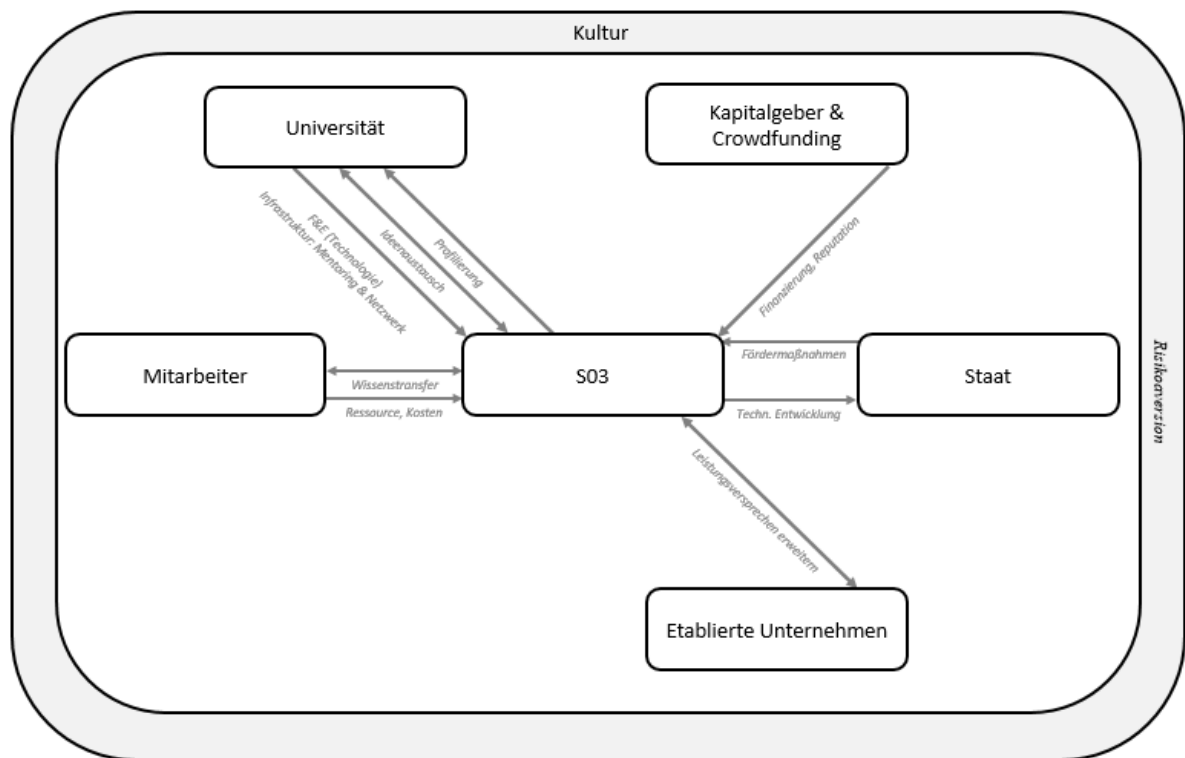 Kultur
Universität
Kapitalgeber &
Crowdfunding
F&E (Technologie)
Infrastruktur: Mentoring & Netzwerk
Ideenaustausch
Profilierung
Finanzierung, Reputation
Mitarbeiter
Wissenstransfer
Ressource, Kosten
S03
Fördermaßnahmen
Techn. Entwicklung
Staat
Risikoaversion
Leistungsversprechen erweitern
Etablierte Unternehmen